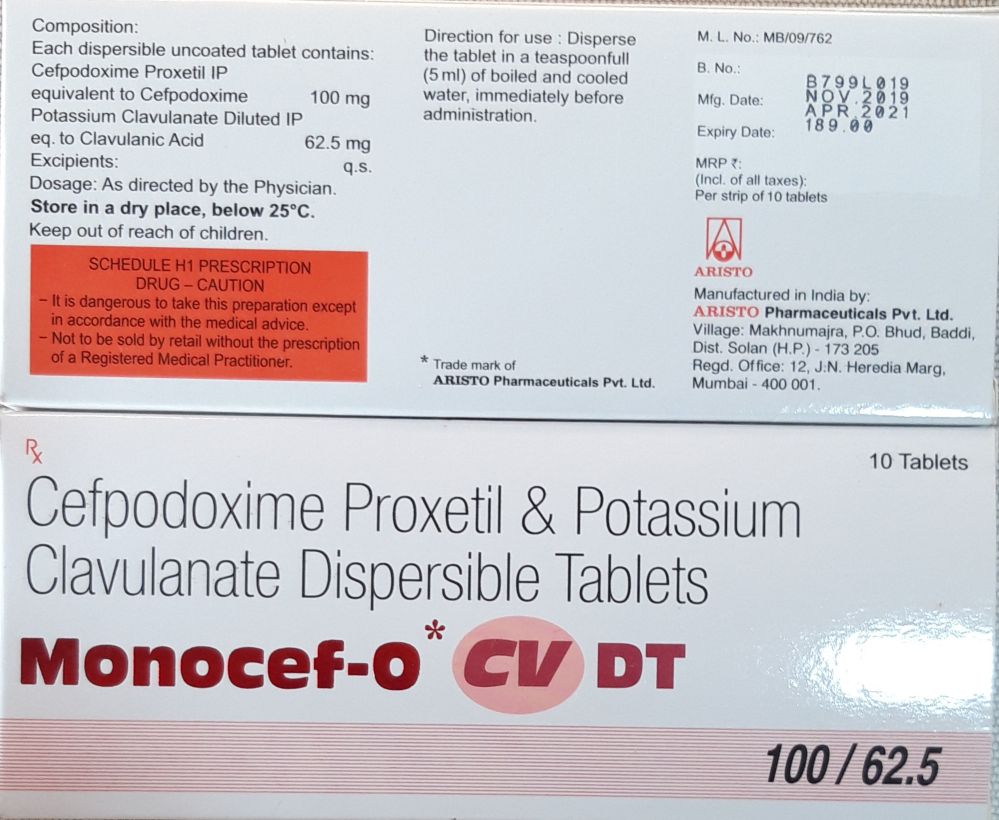 Composition:
Each dispersible uncoated tablet contains:
Cefpodoxime Proxetil IP
equivalent to Cefpodoxime 100 mg
Potassium Clavulanate Diluted IP
eq. to Clavulanic Acid 62.5 mg
Excipients: q.s.
Dosage: As directed by the Physician.
Store in a dry place, below 25°C.
Keep out of reach of children.
SCHEDULE H1 PRESCRIPTION
DRUG – CAUTION
– It is dangerous to take this preparation except
in accordance with the medical advice.
– Not to be sold by retail without the prescription
of a Registered Medical Practitioner.
Direction for use : Disperse
the tablet in a teaspoonfull
(5 ml) of boiled and cooled
water, immediately before
administration.
* Trade mark of
ARISTO Pharmaceuticals Pvt. Ltd.
M. L. No.: MB/09/762
B. No.: B799L019
Mfg. Date: NOV.2019
Expiry Date: APR.2021
189.00
MRP ₹:
(Incl. of all taxes):
Per strip of 10 tablets
ARISTO
Manufactured in India by:
ARISTO Pharmaceuticals Pvt. Ltd.
Village: Makhnumajra, P.O. Bhud, Baddi,
Dist. Solan (H.P.) - 173 205
Regd. Office: 12, J.N. Heredia Marg,
Mumbai - 400 001.
Rx
10 Tablets
Cefpodoxime Proxetil & Potassium
Clavulanate Dispersible Tablets
Monocef-O* CV DT
100 / 62.5